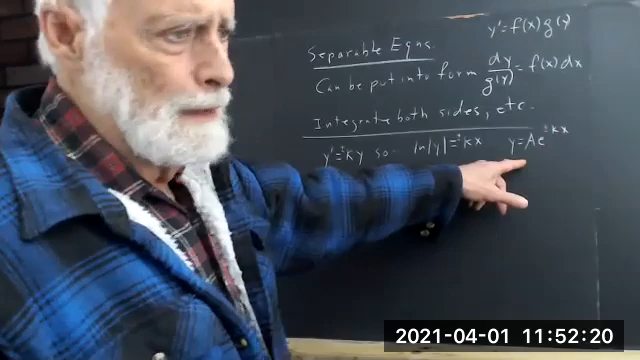 y' = f(x) g(y)
Separable Eqns.
Can be put into form dy/g(y) = f(x) dx
Integrate both sides, etc.
y' = ±ky so ln|y| = ±kx y = Ae^±kx
2021-04-01 11:52:20